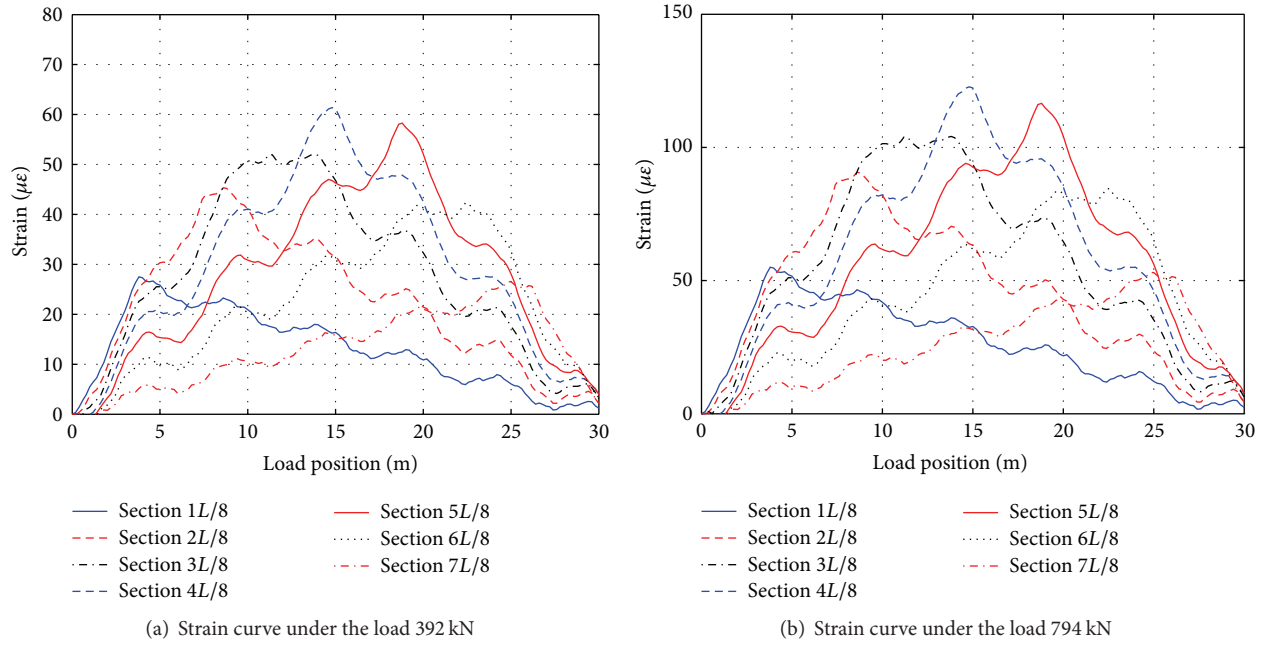 80
70
60
50
40
30
20
10
0
Strain (με)
0 5 10 15 20 25 30
Load position (m)
Section 1L/8
Section 2L/8
Section 3L/8
Section 4L/8
Section 5L/8
Section 6L/8
Section 7L/8
(a) Strain curve under the load 392 kN
150
100
50
0
Strain (με)
0 5 10 15 20 25 30
Load position (m)
Section 1L/8
Section 2L/8
Section 3L/8
Section 4L/8
Section 5L/8
Section 6L/8
Section 7L/8
(b) Strain curve under the load 794 kN